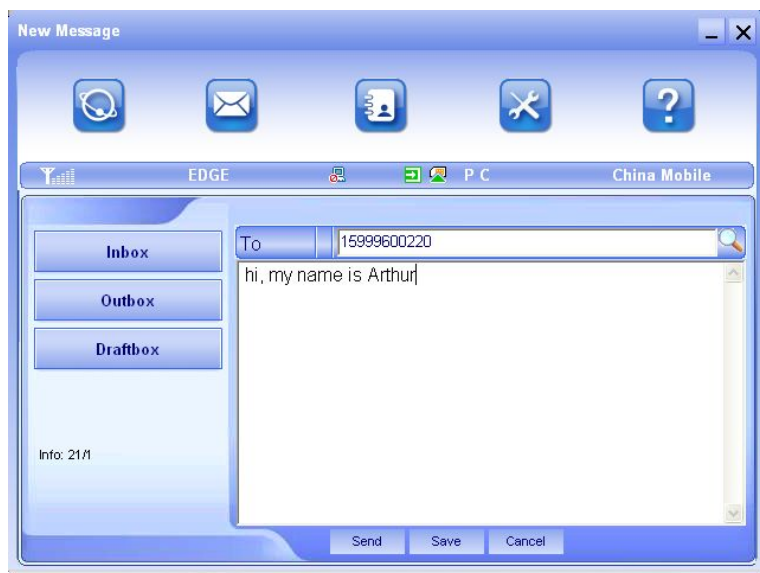 New Message
EDGE
P C
China Mobile
Inbox
Outbox
Draftbox
Info: 21/1
To
15999600220
hi, my name is Arthur
Send
Save
Cancel